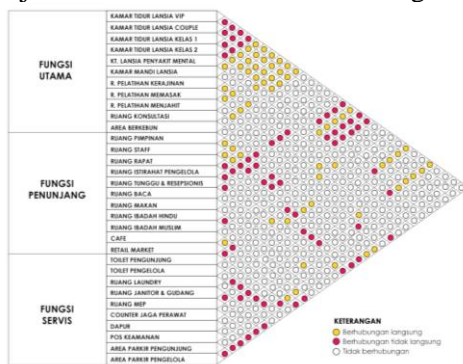 KAMAR TIDUR LANSIA VIP
KAMAR TIDUR LANSIA COUPLE
KAMAR TIDUR LANSIA KELAS 1
KAMAR TIDUR LANSIA KELAS 2
KT. LANSIA PENYAKIT MENTAL
KAMAR MANDI LANSIA
R. PELATIHAN KERAJINAN
R. PELATIHAN MEMASAK
R. PELATIHAN MENJAHIT
RUANG KONSULTASI
AREA BERKEBUN
FUNGSI
UTAMA
RUANG PIMPINAN
RUANG STAFF
RUANG RAPAT
RUANG ISTIRAHAT PENGELOLA
RUANG TUNGGU & RESEPSIONIS
RUANG BACA
RUANG MAKAN
RUANG IBADAH HINDU
RUANG IBADAH MUSLIM
CAFE
RETAIL MARKET
FUNGSI
PENUNJANG
TOILET PENGUNJUNG
TOILET PENGELOLA
RUANG LAUNDRY
RUANG JANITOR & GUDANG
RUANG MEP
COUNTER JAGA PERAWAT
DAPUR
POS KEAMANAN
AREA PARKIR PENGUNJUNG
AREA PARKIR PENGELOLA
FUNGSI
SERVIS
KETERANGAN
Berhubungan langsung
Berhubungan tidak langsung
Tidak berhubungan